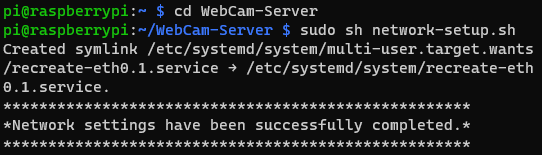 pi@raspberrypi:~ $ cd WebCam-Server
pi@raspberrypi:~/WebCam-Server $ sudo sh network-setup.sh
Created symlink /etc/systemd/system/multi-user.target.wants
/recreate-eth0.1.service → /etc/systemd/system/recreate-eth
0.1.service.
****************************************************
*Network settings have been successfully completed.*
****************************************************